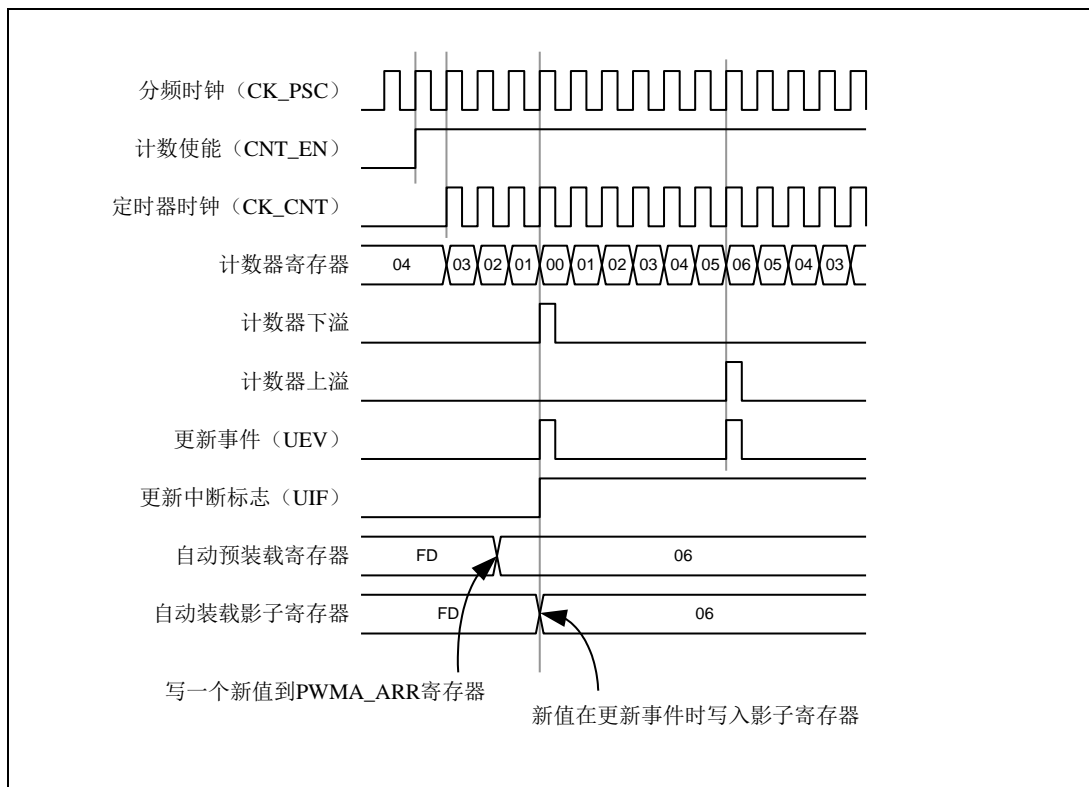 分频时钟（CK_PSC）
计数使能（CNT_EN）
定时器时钟（CK_CNT）
计数器寄存器 04 03 02 01 00 01 02 03 04 05 06 05 04 03
计数器下溢
计数器上溢
更新事件（UEV）
更新中断标志（UIF）
自动预装载寄存器 FD 06
自动装载影子寄存器 FD 06
写一个新值到PWMA_ARR寄存器
新值在更新事件时写入影子寄存器